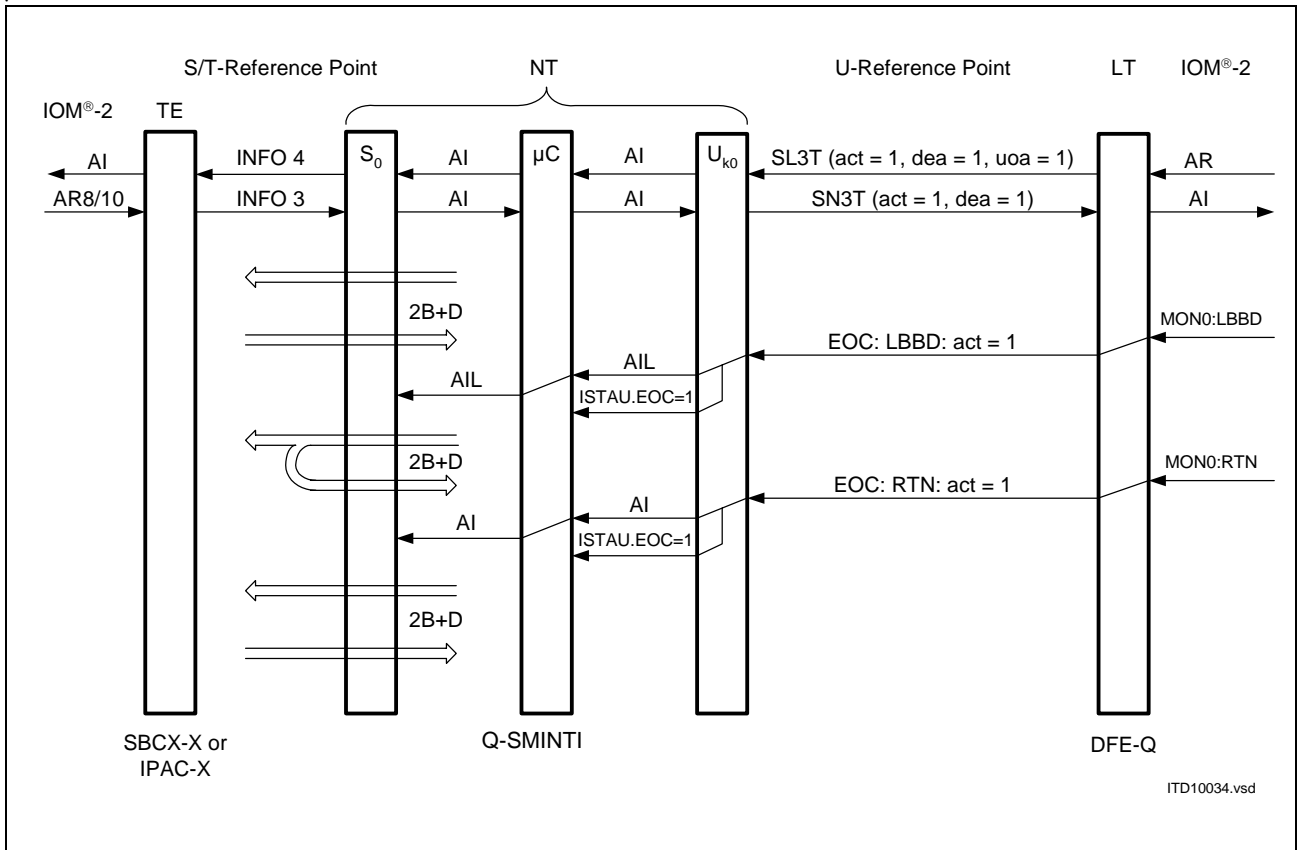 S/T-Reference Point NT U-Reference Point LT IOM®-2
IOM®-2 TE
S0 µC Uk0
AI INFO 4 AI AI SL3T (act = 1, dea = 1, uoa = 1) AR
AR8/10 INFO 3 AI AI SN3T (act = 1, dea = 1) AI
2B+D
MON0:LBBD
EOC: LBBD: act = 1
AIL
AIL
ISTAU.EOC=1
2B+D
MON0:RTN
EOC: RTN: act = 1
AI
AI
ISTAU.EOC=1
2B+D
SBCX-X or
IPAC-X
Q-SMINTI
DFE-Q
ITD10034.vsd